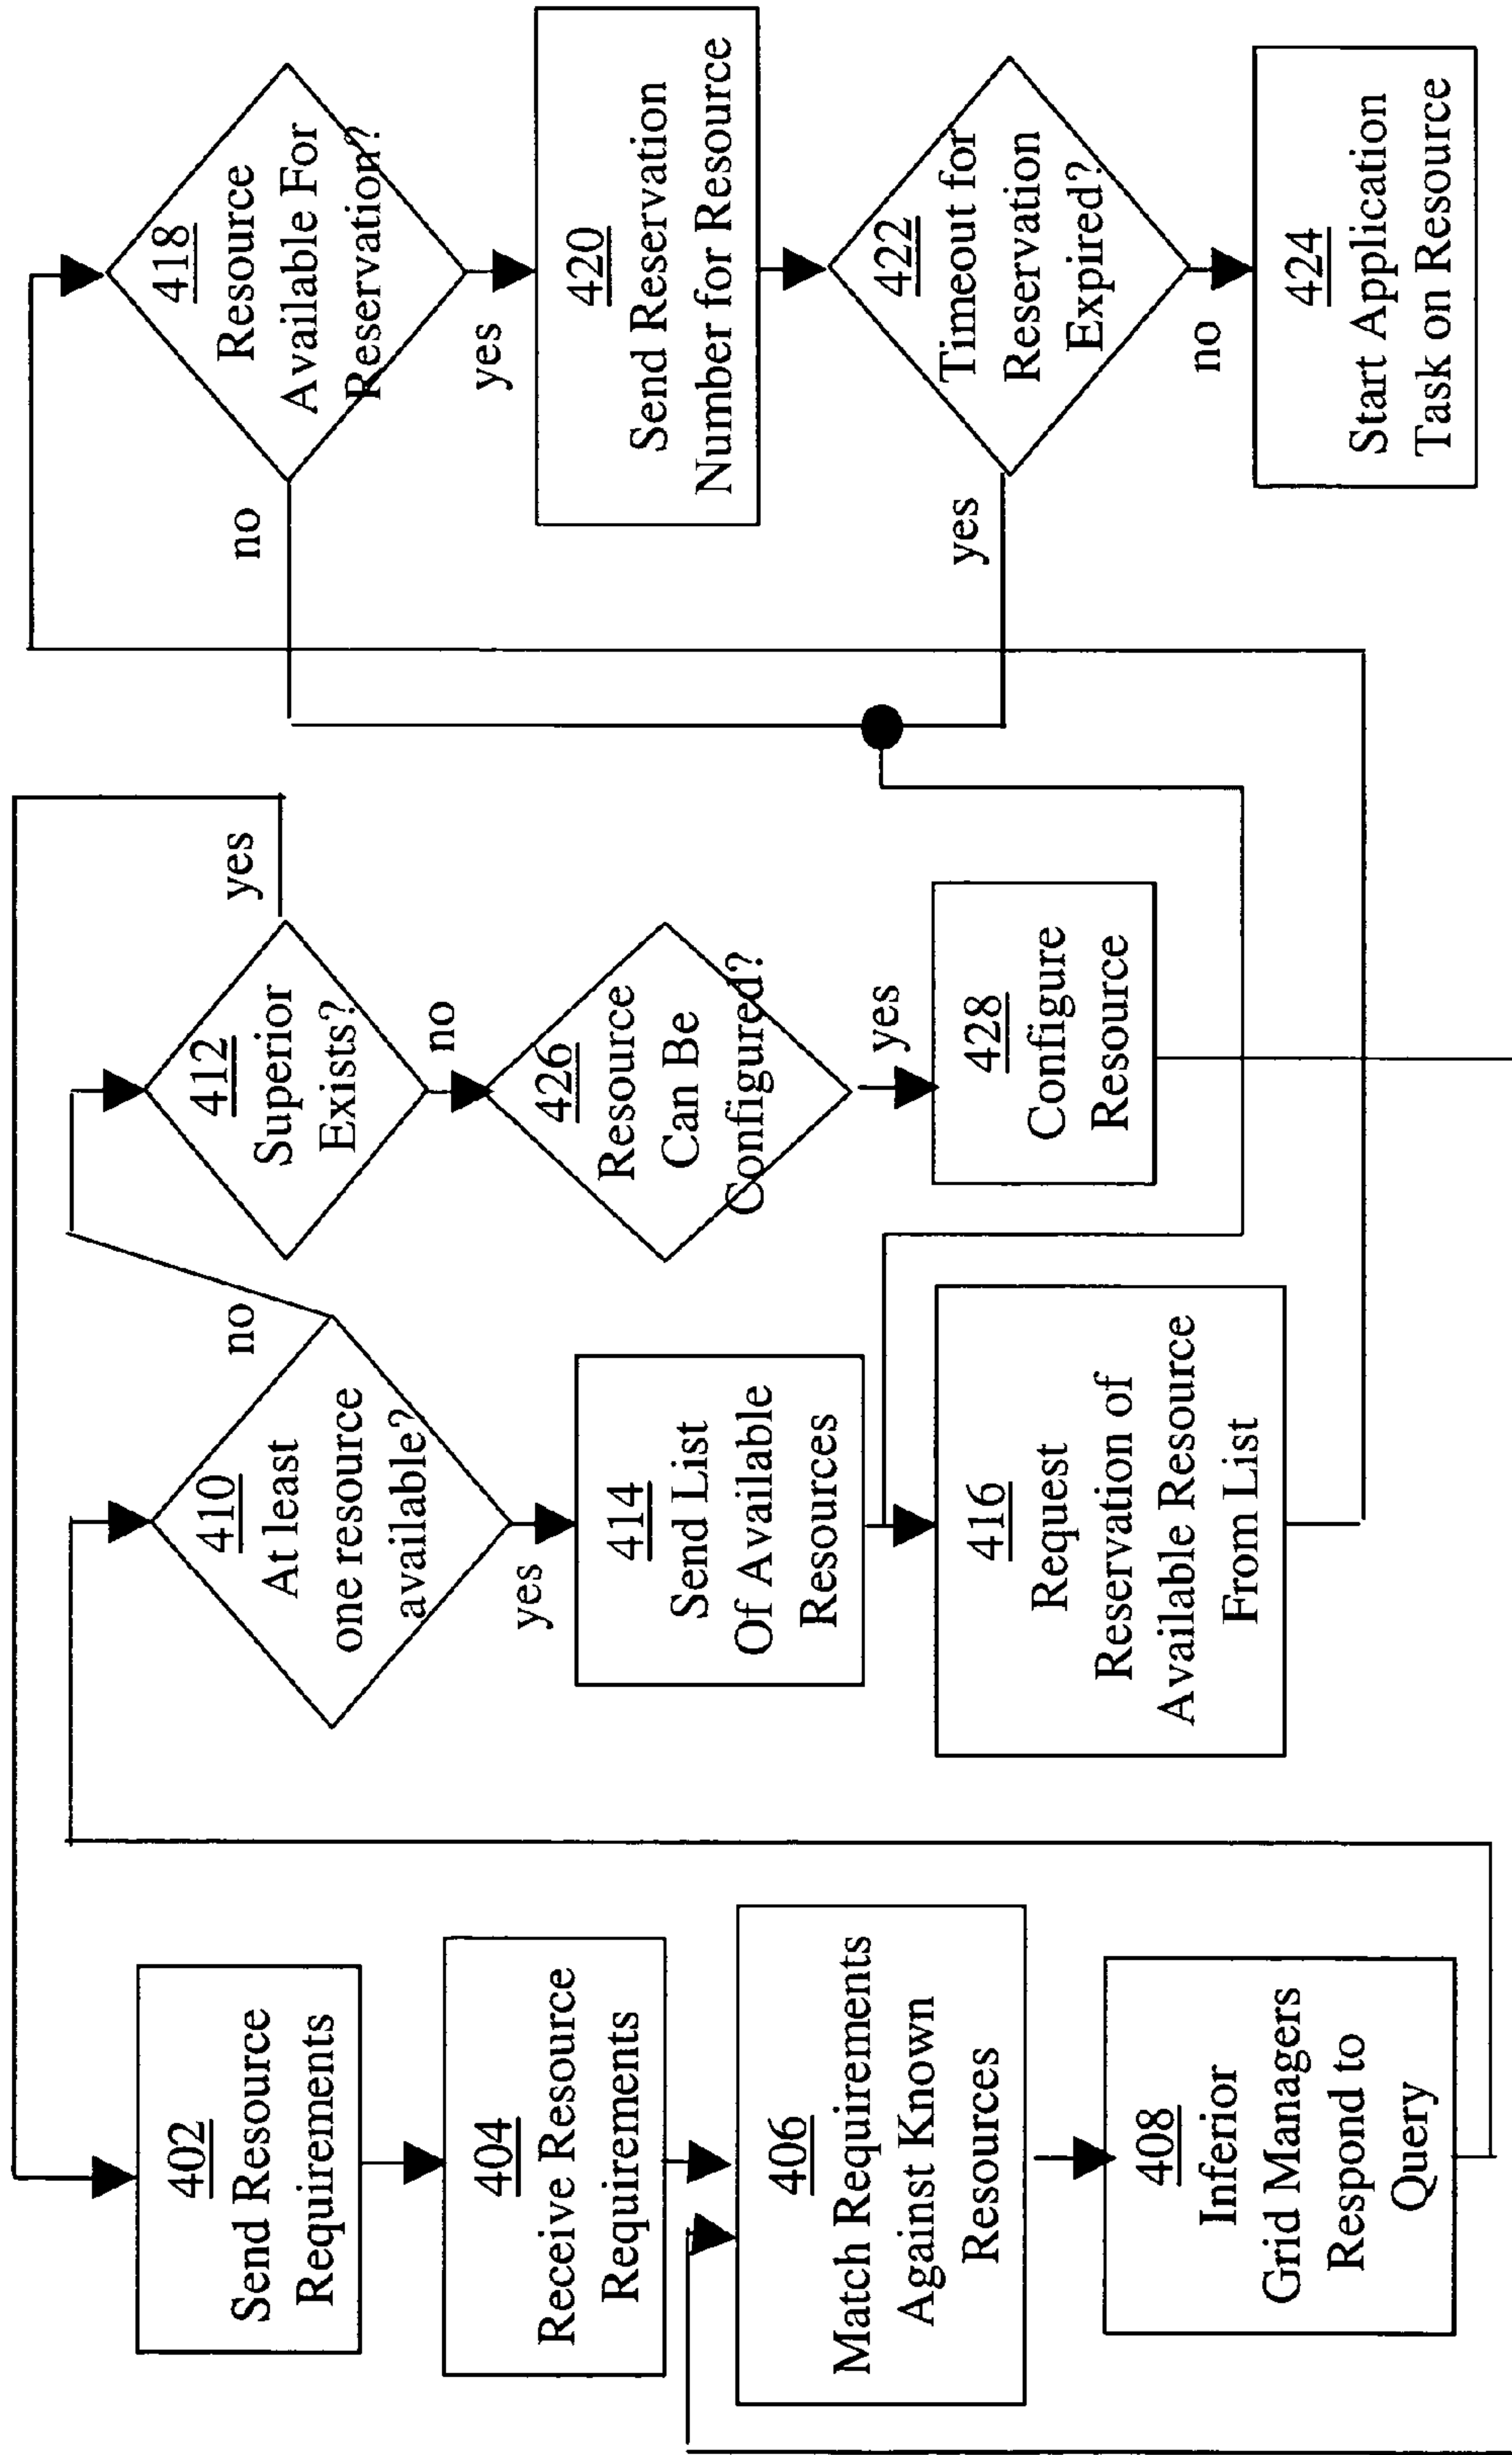 402
Send Resource
Requirements
404
Receive Resource
Requirements
406
Match Requirements
Against Known
Resources
408
Inferior
Grid Managers
Respond to
Query
410
At least
one resource
available?
no
yes
414
Send List
Of Available
Resources
416
Request
Reservation of
Available Resource
From List
412
Superior
Exists?
yes
no
426
Resource
Can Be
Configured?
yes
428
Configure
Resource
418
Resource
Available For
Reservation?
no
yes
420
Send Reservation
Number for Resource
422
Timeout for
Reservation
Expired?
yes
no
424
Start Application
Task on Resource